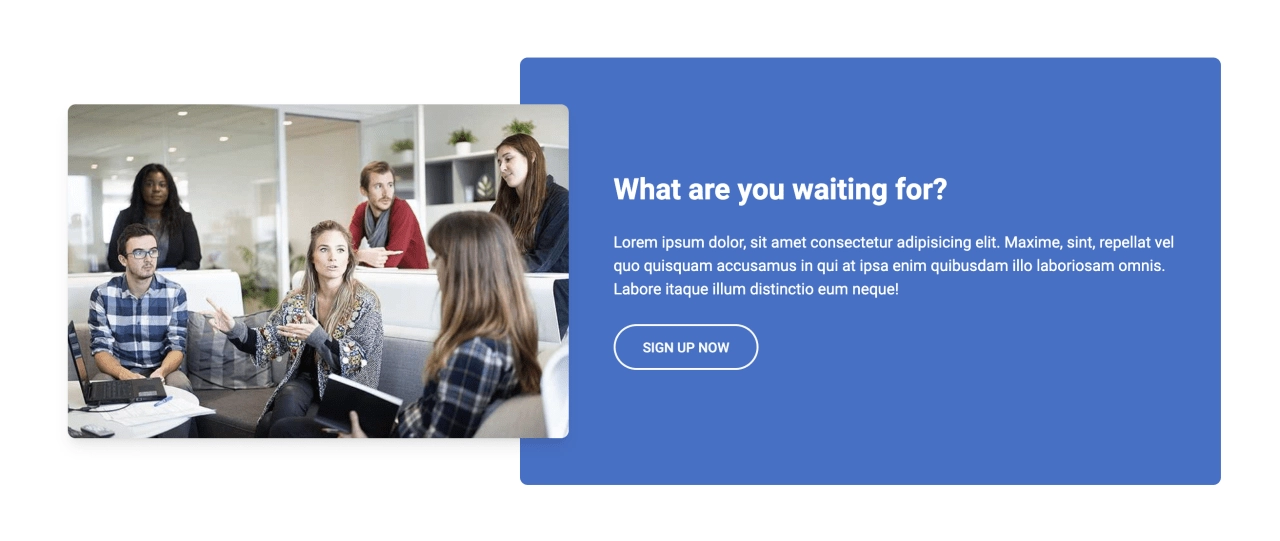 What are you waiting for?
Lorem ipsum dolor, sit amet consectetur adipisicing elit. Maxime, sint, repellat vel
quo quisquam accusamus in qui at ipsa enim quibusdam illo laboriosam omnis.
Labore itaque illum distinctio eum neque!
SIGN UP NOW